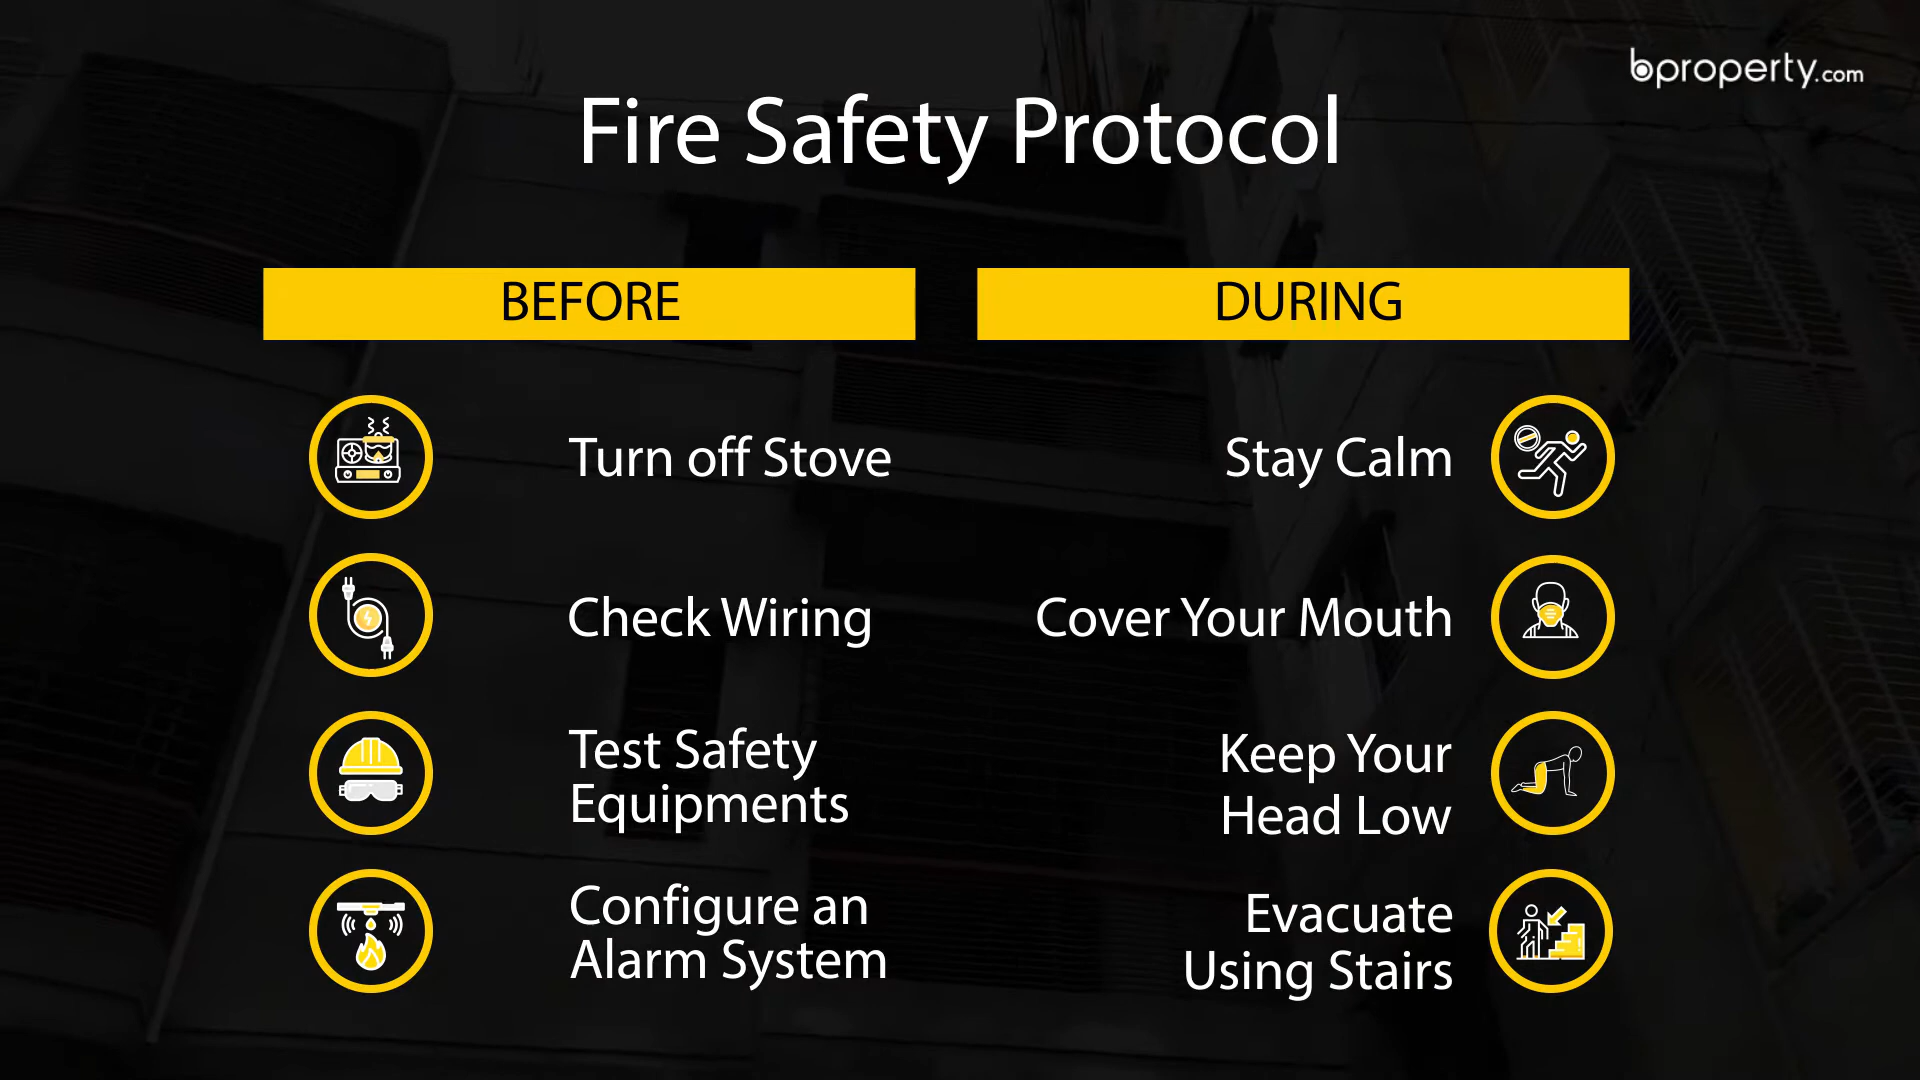 bproperty.com
Fire Safety Protocol
BEFORE
Turn off Stove
Check Wiring
Test Safety
Equipments
Configure an
Alarm System
DURING
Stay Calm
Cover Your Mouth
Keep Your
Head Low
Evacuate
Using Stairs